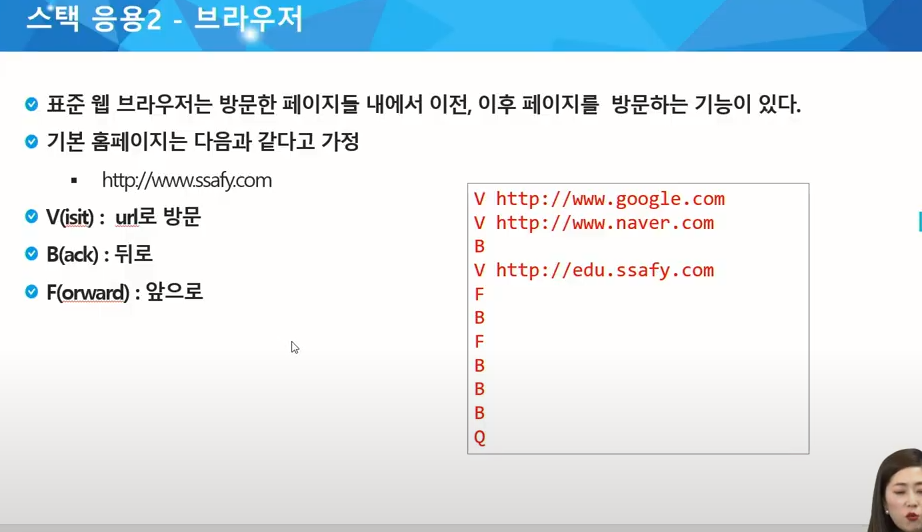 스택 응용2 - 브라우저
표준 웹 브라우저는 방문한 페이지들 내에서 이전, 이후 페이지를 방문하는 기능이 있다.
기본 홈페이지는 다음과 같다고 가정
http://www.ssafy.com
V(isit) : url로 방문
B(ack) : 뒤로
F(orward) : 앞으로
V http://www.google.com
V http://www.naver.com
B
V http://edu.ssafy.com
F
B
F
B
B
B
Q